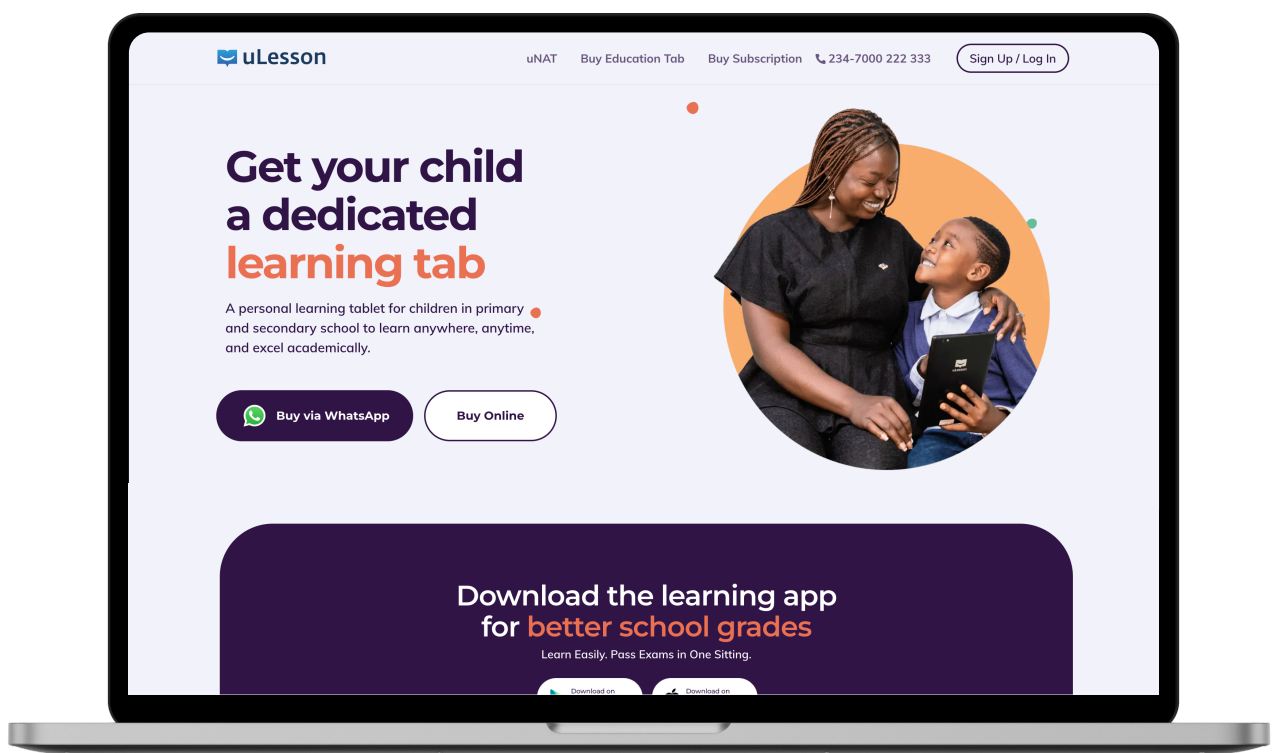 uLesson
uNAT
Buy Education Tab
Buy Subscription
234-7000 222 333
Sign Up / Log In
Get your child
a dedicated
learning tab
A personal learning tablet for children in primary
and secondary school to learn anywhere, anytime,
and excel academically.
Buy via WhatsApp
Buy Online
Download the learning app
for better school grades
Learn Easily. Pass Exams in One Sitting.
Download on
Download on